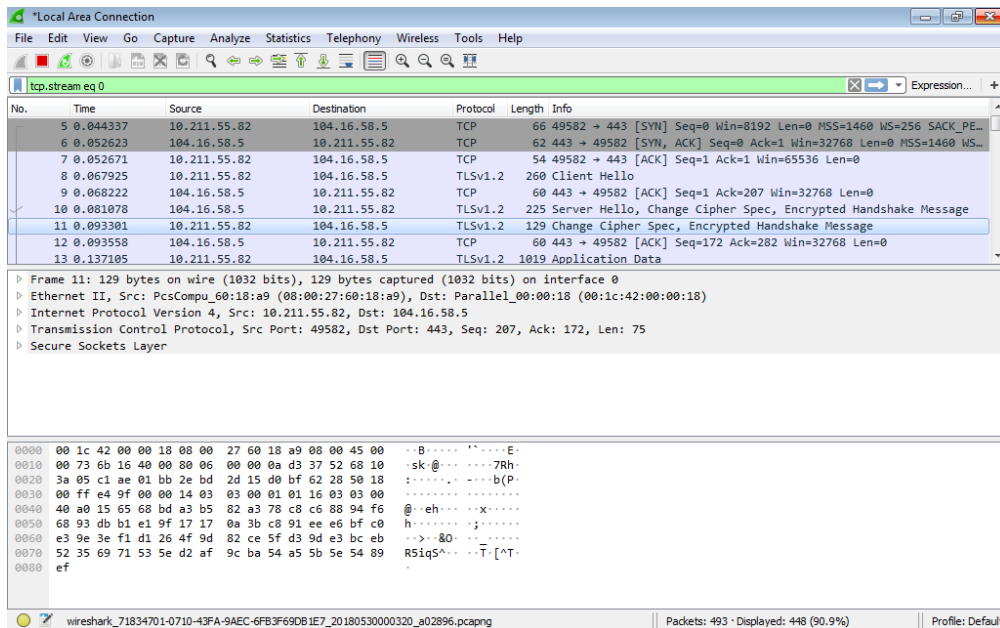 *Local Area Connection
File Edit View Go Capture Analyze Statistics Telephony Wireless Tools Help
tcp.stream eq 0 Expression... +
No. Time Source Destination Protocol Length Info
5 0.044337 10.211.55.82 104.16.58.5 TCP 66 49582 → 443 [SYN] Seq=0 Win=8192 Len=0 MSS=1460 WS=256 SACK_PE…
6 0.052623 104.16.58.5 10.211.55.82 TCP 62 443 → 49582 [SYN, ACK] Seq=0 Ack=1 Win=32768 Len=0 MSS=1460 WS…
7 0.052671 10.211.55.82 104.16.58.5 TCP 54 49582 → 443 [ACK] Seq=1 Ack=1 Win=65536 Len=0
8 0.067925 10.211.55.82 104.16.58.5 TLSv1.2 260 Client Hello
9 0.068222 104.16.58.5 10.211.55.82 TCP 60 443 → 49582 [ACK] Seq=1 Ack=207 Win=32768 Len=0
10 0.081078 104.16.58.5 10.211.55.82 TLSv1.2 225 Server Hello, Change Cipher Spec, Encrypted Handshake Message
11 0.093301 10.211.55.82 104.16.58.5 TLSv1.2 129 Change Cipher Spec, Encrypted Handshake Message
12 0.093558 104.16.58.5 10.211.55.82 TCP 60 443 → 49582 [ACK] Seq=172 Ack=282 Win=32768 Len=0
13 0.137105 10.211.55.82 104.16.58.5 TLSv1.2 1019 Application Data
Frame 11: 129 bytes on wire (1032 bits), 129 bytes captured (1032 bits) on interface 0
Ethernet II, Src: PcsCompu_60:18:a9 (08:00:27:60:18:a9), Dst: Parallel_00:00:18 (00:1c:42:00:00:18)
Internet Protocol Version 4, Src: 10.211.55.82, Dst: 104.16.58.5
Transmission Control Protocol, Src Port: 49582, Dst Port: 443, Seq: 207, Ack: 172, Len: 75
Secure Sockets Layer
0000 00 1c 42 00 00 18 08 00 27 60 18 a9 08 00 45 00 ··B····· '`····E·
0010 00 73 6b 16 40 00 80 06 00 00 0a d3 37 52 68 10 ·sk·@··· ····7Rh·
0020 3a 05 c1 ae 01 bb 2e bd 2d 15 d0 bf 62 28 50 18 :·····.· -···b(P·
0030 00 ff e4 9f 00 00 14 03 03 00 01 01 16 03 03 00 ········ ········
0040 40 a0 15 65 68 bd a3 b5 82 a3 78 c8 c6 88 94 f6 @··eh··· ··x·····
0050 68 93 db b1 e1 9f 17 17 0a 3b c8 91 ee e6 bf c0 h······· ·;······
0060 e3 9e 3e f1 d1 26 4f 9d 82 ce 5f d3 9d e3 bc eb ··>··&O· ··_·····
0070 52 35 69 71 53 5e d2 af 9c ba 54 a5 5b 5e 54 89 R5iqS^·· ··T·[^T·
0080 ef ·
wireshark_71834701-0710-43FA-9AEC-6FB3F69DB1E7_20180530000320_a02896.pcapng Packets: 493 · Displayed: 448 (90.9%) Profile: Default